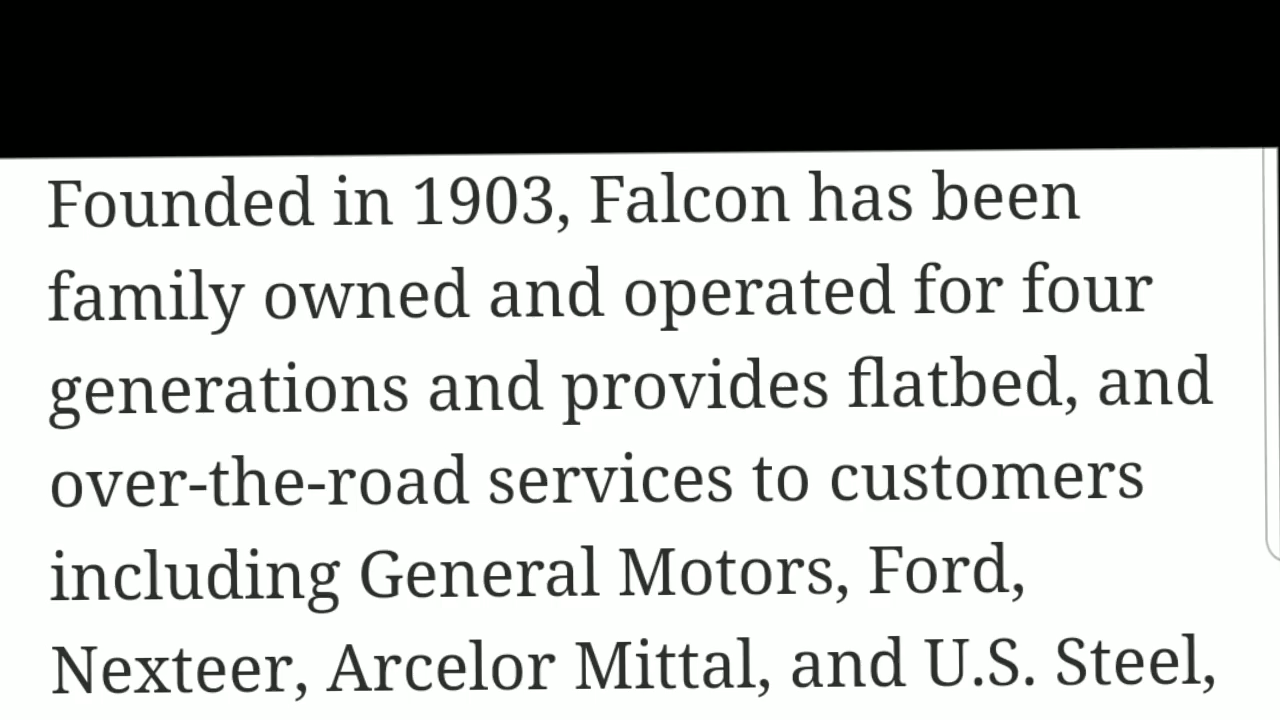 Founded in 1903, Falcon has been
family owned and operated for four
generations and provides flatbed, and
over-the-road services to customers
including General Motors, Ford,
Nexteer, Arcelor Mittal, and U.S. Steel,